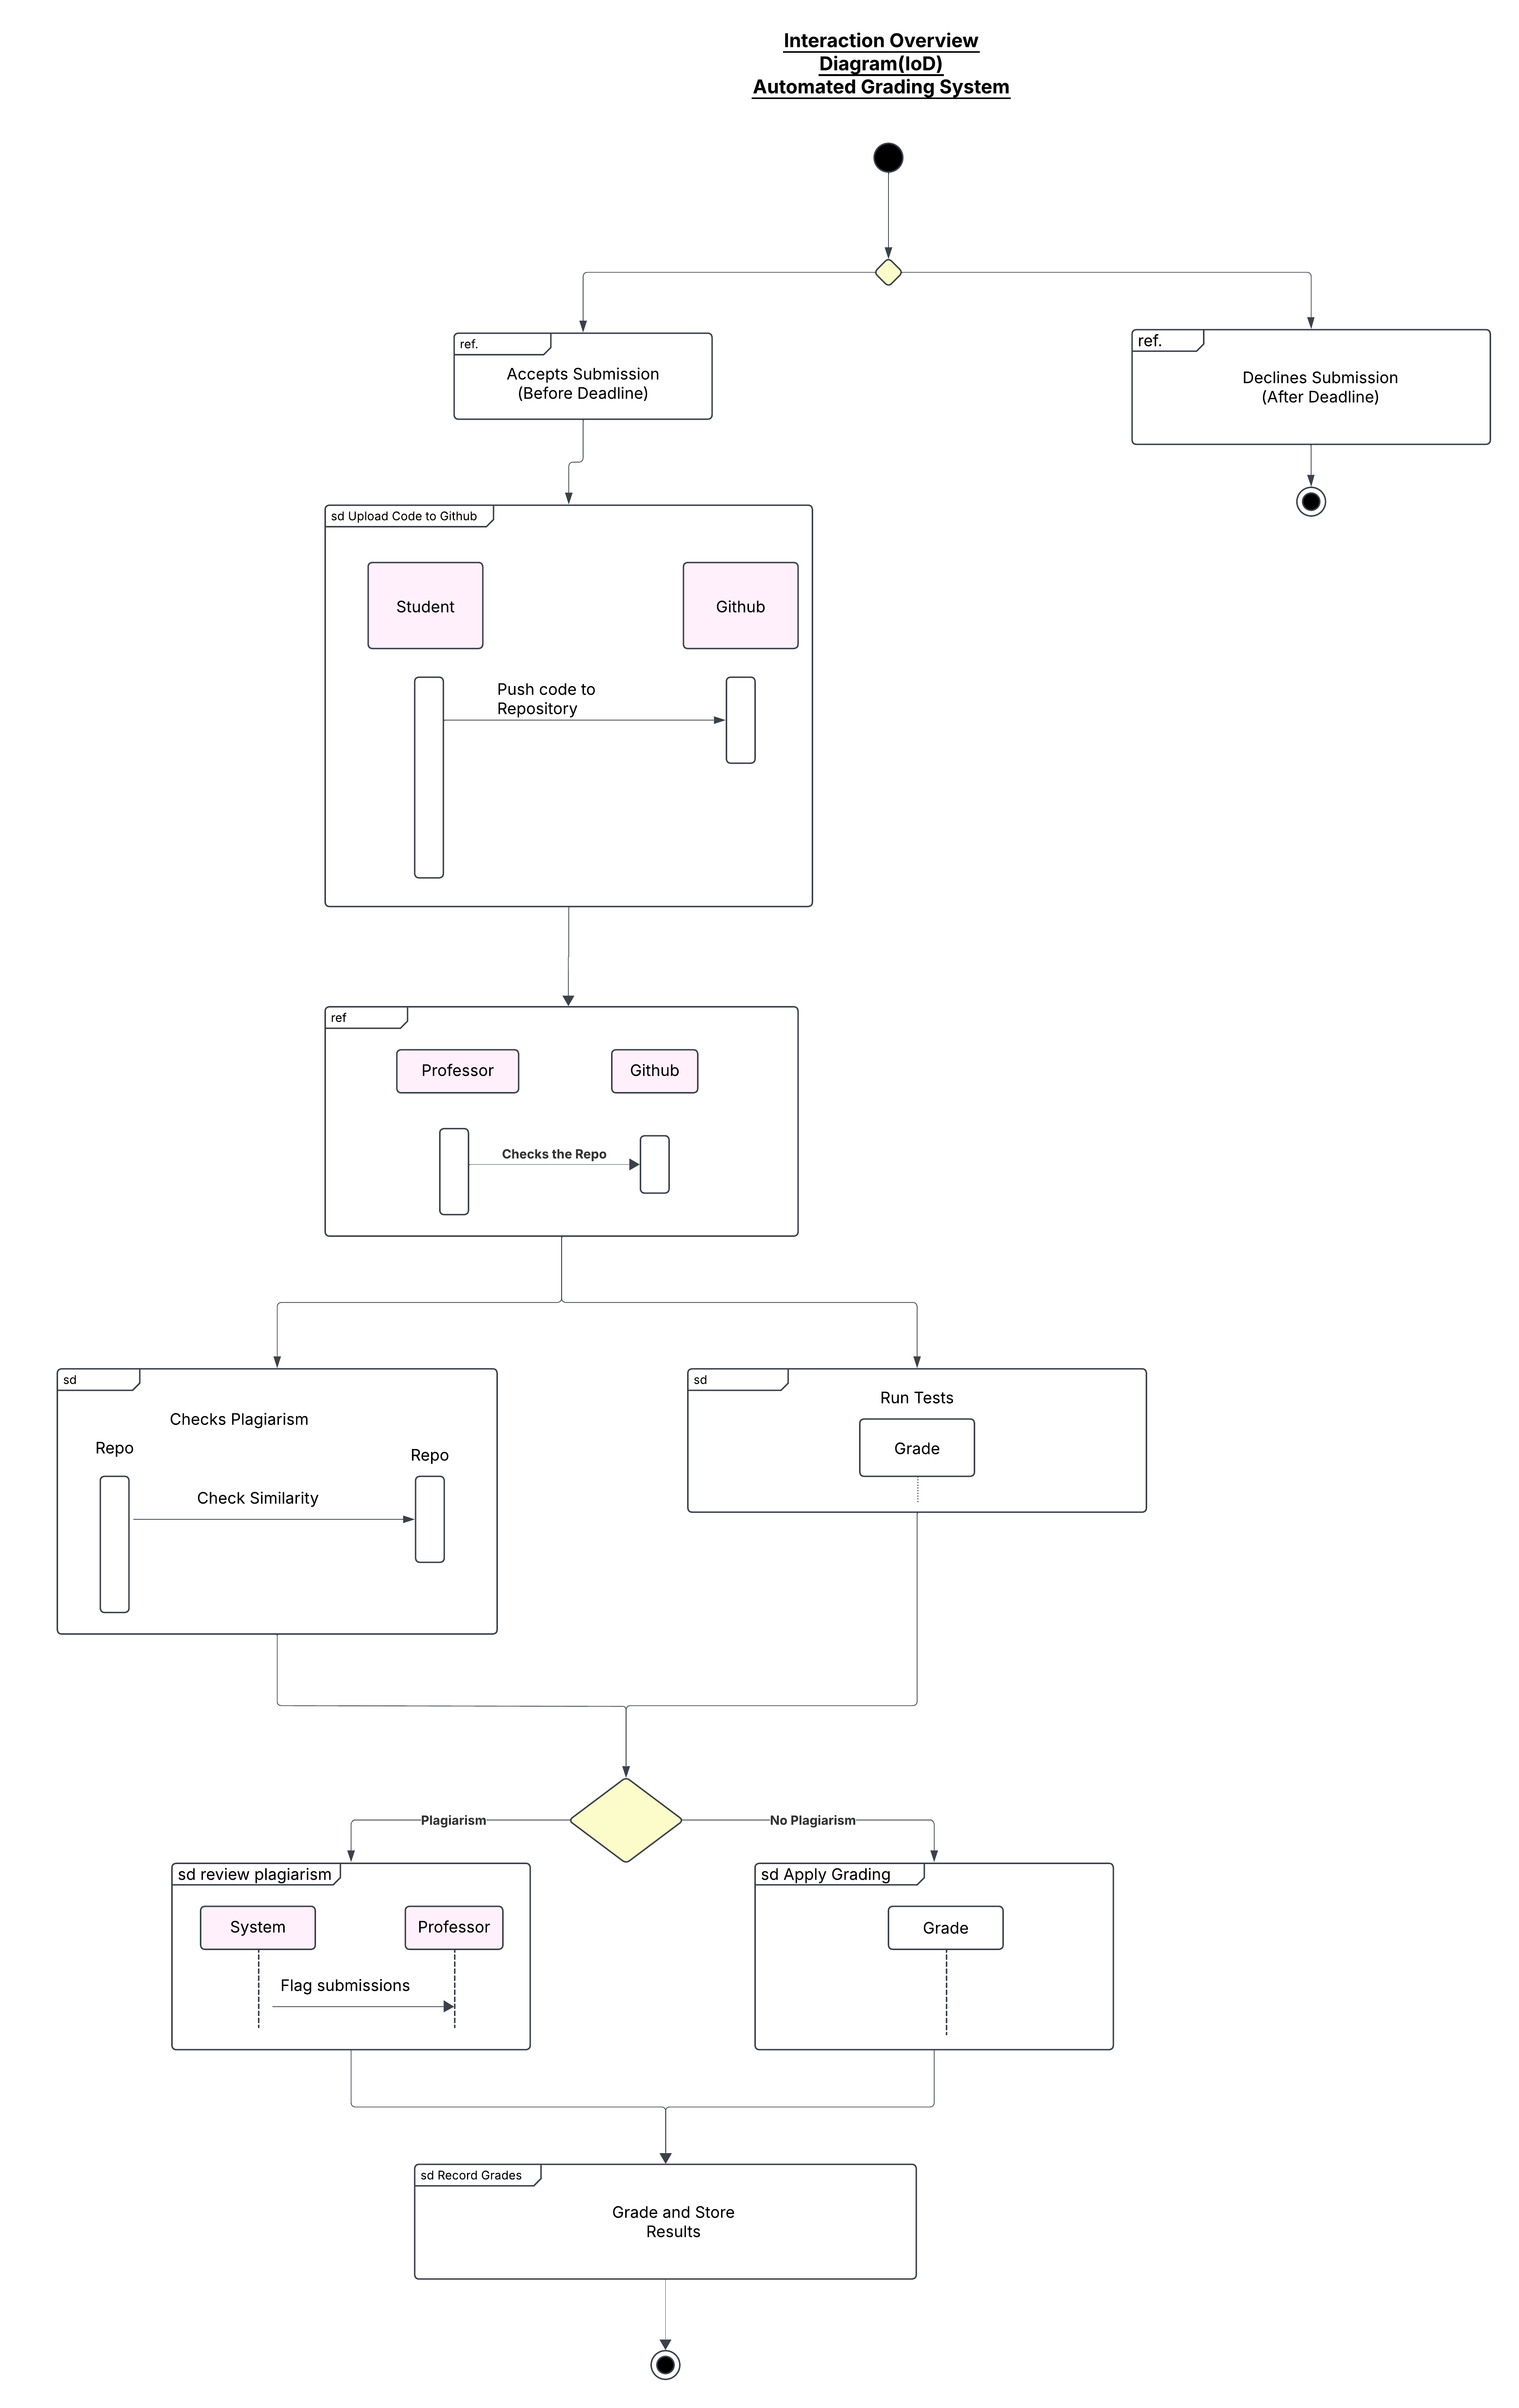 Interaction Overview
Diagram(IoD)
Automated Grading System
ref.
Accepts Submission
(Before Deadline)
ref.
Declines Submission
(After Deadline)
sd Upload Code to Github
Student
Github
Push code to
Repository
ref
Professor
Github
Checks the Repo
sd
Checks Plagiarism
Repo
Repo
Check Similarity
sd
Run Tests
Grade
Plagiarism
No Plagiarism
sd review plagiarism
System
Professor
Flag submissions
sd Apply Grading
Grade
sd Record Grades
Grade and Store
Results